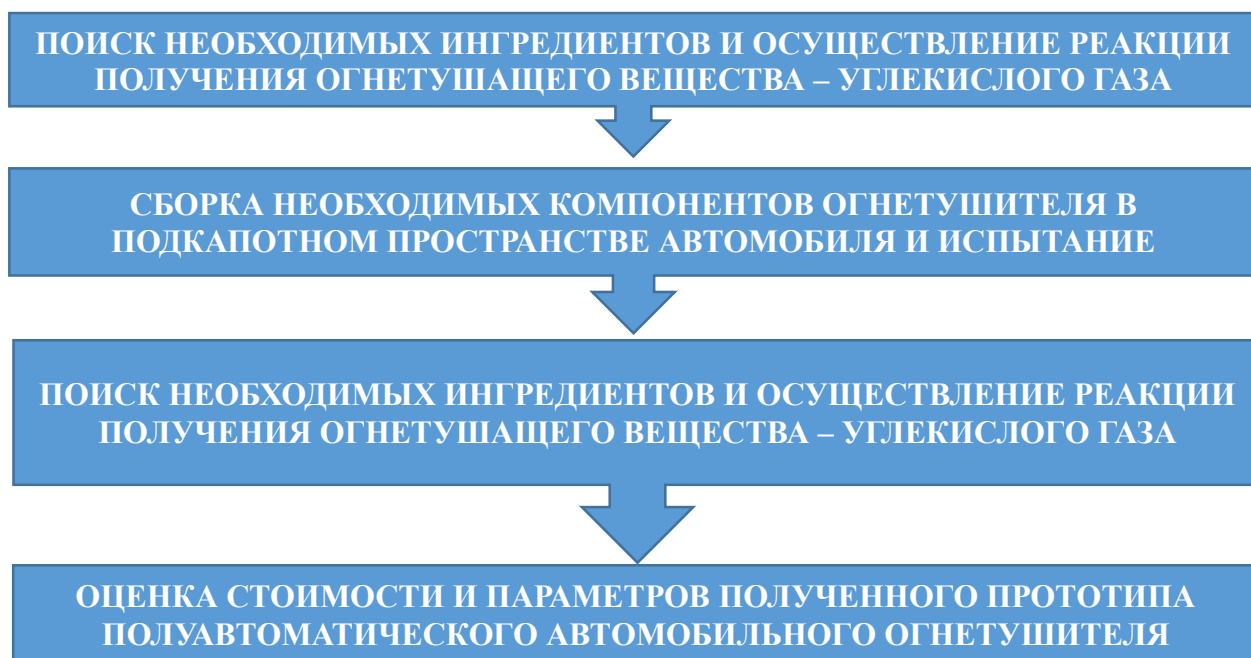 ПОИСК НЕОБХОДИМЫХ ИНГРЕДИЕНТОВ И ОСУЩЕСТВЛЕНИЕ РЕАКЦИИ
ПОЛУЧЕНИЯ ОГНЕТУШАЩЕГО ВЕЩЕСТВА – УГЛЕКИСЛОГО ГАЗА
СБОРКА НЕОБХОДИМЫХ КОМПОНЕНТОВ ОГНЕТУШИТЕЛЯ В
ПОДКАПОТНОМ ПРОСТРАНСТВЕ АВТОМОБИЛЯ И ИСПЫТАНИЕ
ПОИСК НЕОБХОДИМЫХ ИНГРЕДИЕНТОВ И ОСУЩЕСТВЛЕНИЕ РЕАКЦИИ
ПОЛУЧЕНИЯ ОГНЕТУШАЩЕГО ВЕЩЕСТВА – УГЛЕКИСЛОГО ГАЗА
ОЦЕНКА СТОИМОСТИ И ПАРАМЕТРОВ ПОЛУЧЕННОГО ПРОТОТИПА
ПОЛУАВТОМАТИЧЕСКОГО АВТОМОБИЛЬНОГО ОГНЕТУШИТЕЛЯ